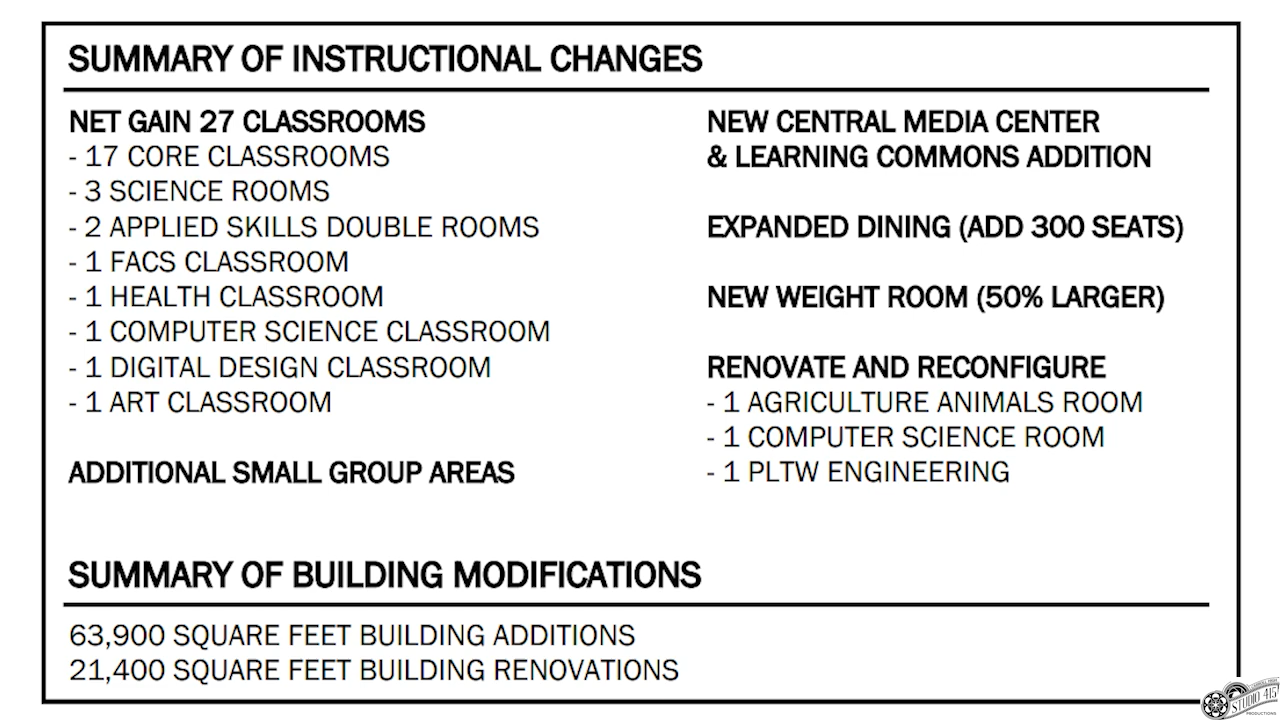 SUMMARY OF INSTRUCTIONAL CHANGES
NET GAIN 27 CLASSROOMS
- 17 CORE CLASSROOMS
- 3 SCIENCE ROOMS
- 2 APPLIED SKILLS DOUBLE ROOMS
- 1 FACS CLASSROOM
- 1 HEALTH CLASSROOM
- 1 COMPUTER SCIENCE CLASSROOM
- 1 DIGITAL DESIGN CLASSROOM
- 1 ART CLASSROOM
ADDITIONAL SMALL GROUP AREAS
NEW CENTRAL MEDIA CENTER
& LEARNING COMMONS ADDITION
EXPANDED DINING (ADD 300 SEATS)
NEW WEIGHT ROOM (50% LARGER)
RENOVATE AND RECONFIGURE
- 1 AGRICULTURE ANIMALS ROOM
- 1 COMPUTER SCIENCE ROOM
- 1 PLTW ENGINEERING
SUMMARY OF BUILDING MODIFICATIONS
63,900 SQUARE FEET BUILDING ADDITIONS
21,400 SQUARE FEET BUILDING RENOVATIONS
STUDIO 415
PRODUCTIONS